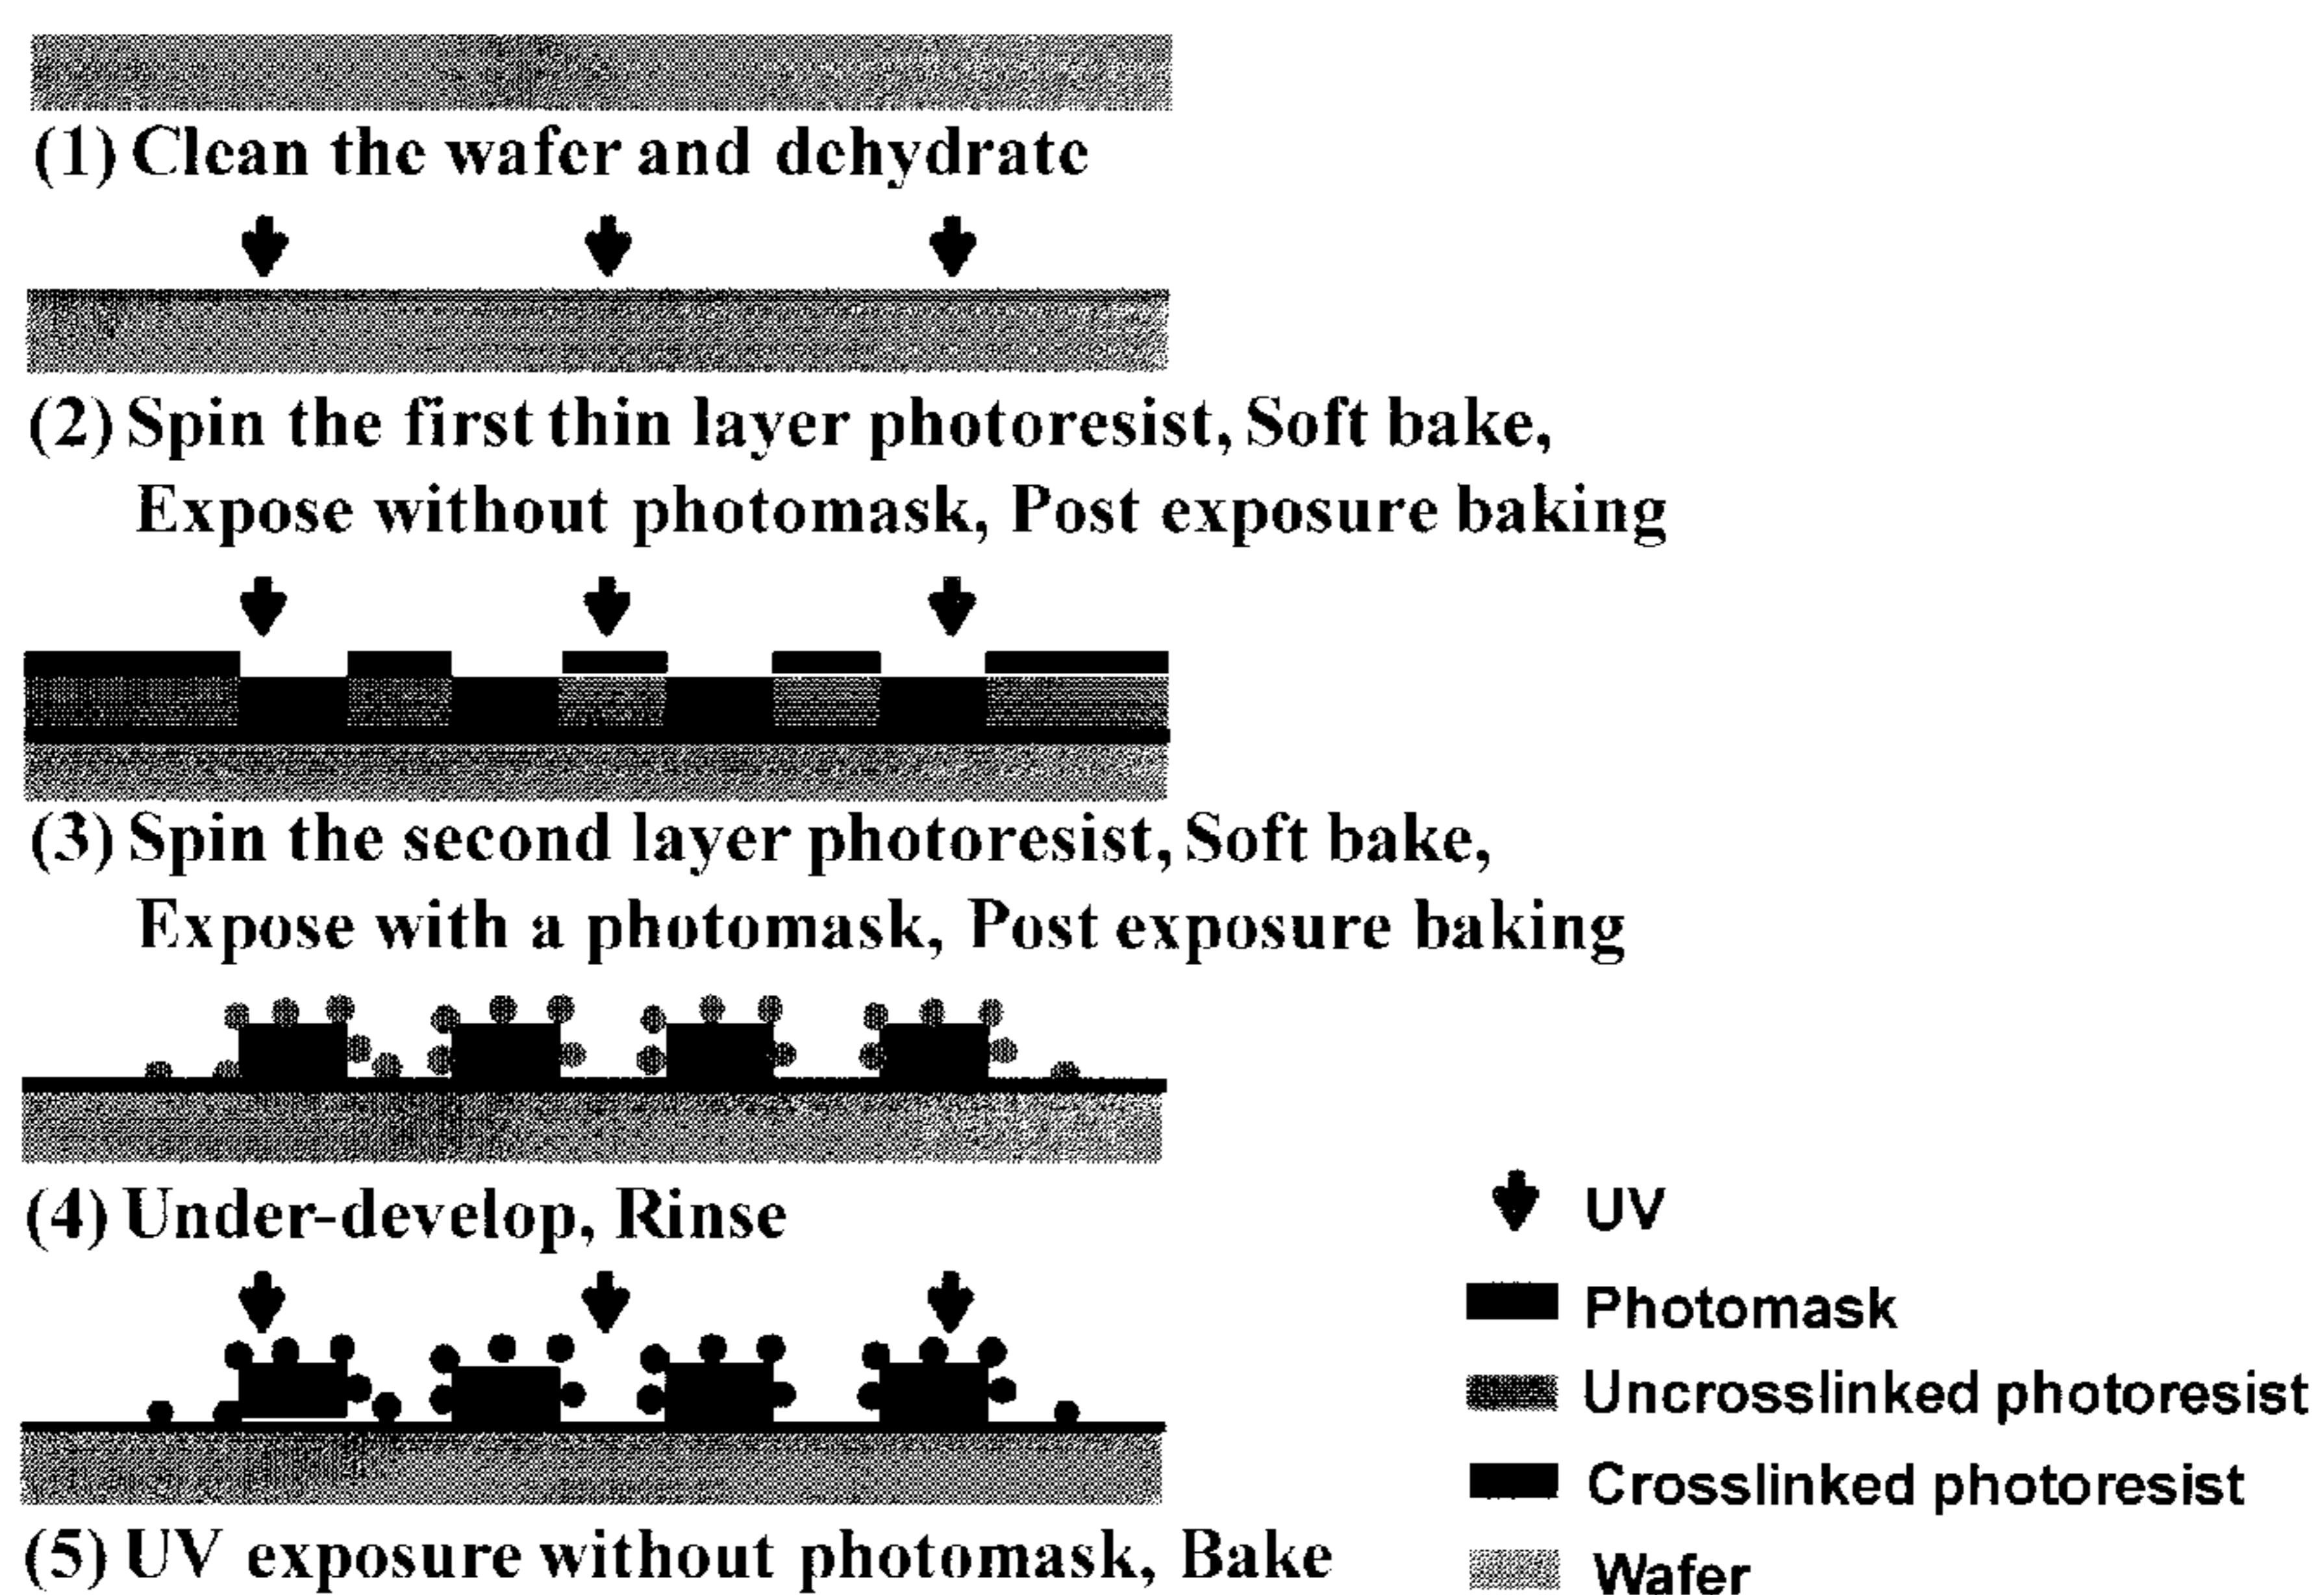 (1) Clean the wafer and dehydrate
(2) Spin the first thin layer photoresist, Soft bake,
Expose without photomask, Post exposure baking
(3) Spin the second layer photoresist, Soft bake,
Expose with a photomask, Post exposure baking
(4) Under-develop, Rinse
(5) UV exposure without photomask, Bake
UV
Photomask
Uncrosslinked photoresist
Crosslinked photoresist
Wafer